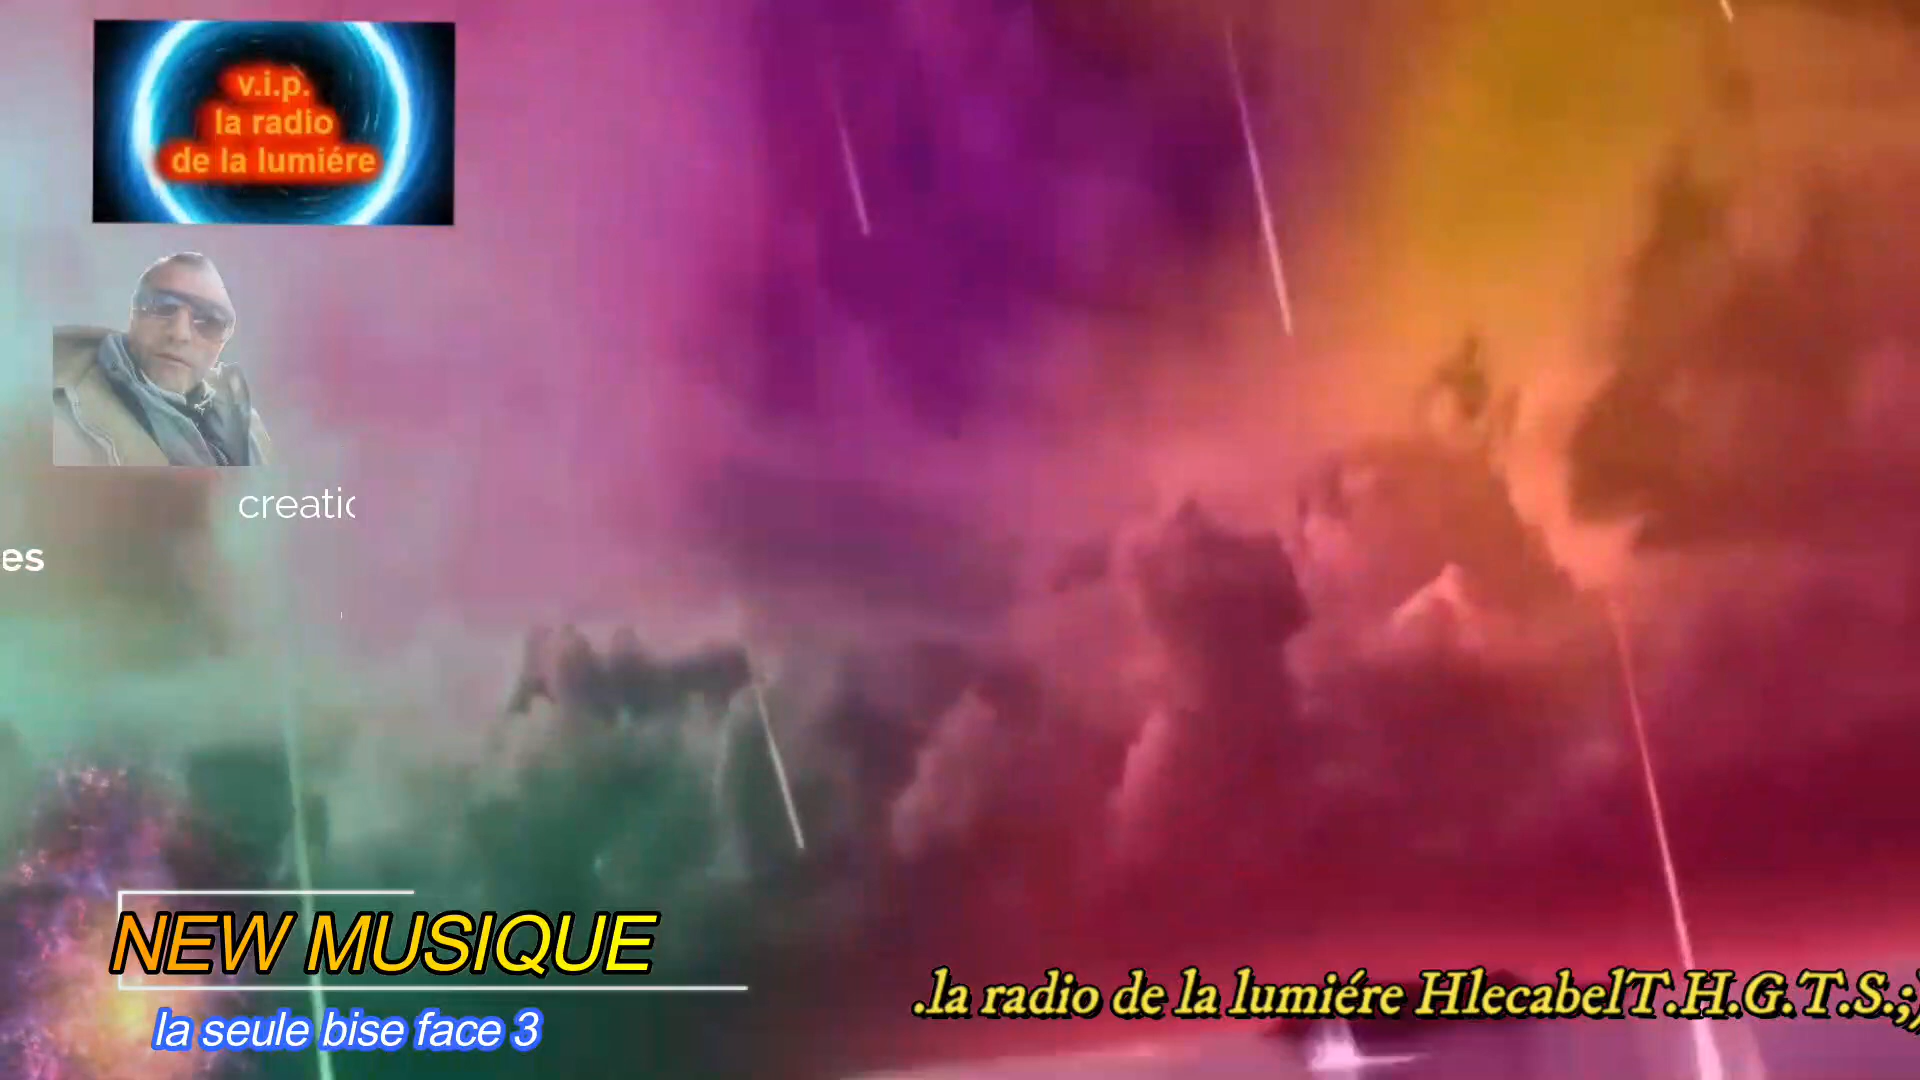 v.i.p.
la radio
de la lumiére
creatic
es
NEW MUSIQUE
la seule bise face 3
.la radio de la lumiére HlecabelT.H.G.T.S.;)